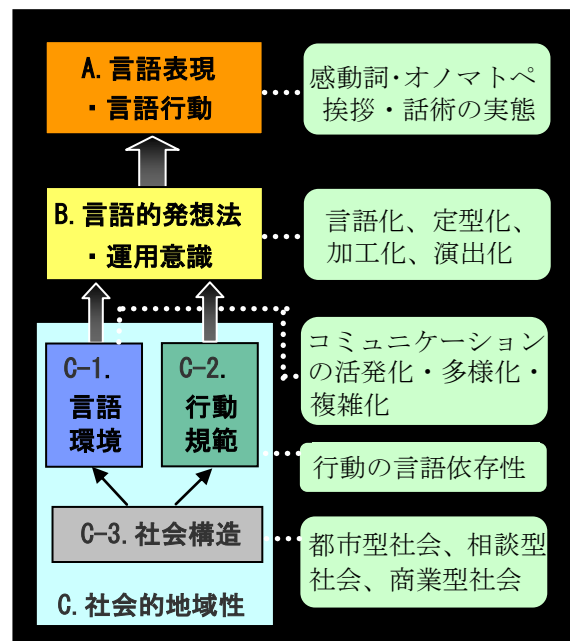 A. 言語表現
・言語行動
感動詞・オノマトペ
挨拶・話術の実態
B. 言語的発想法
・運用意識
言語化、定型化、
加工化、演出化
C-1.
言語
環境
C-2.
行動
規範
コミュニケーション
の活発化・多様化・
複雑化
行動の言語依存性
C-3. 社会構造
都市型社会、相談型
社会、商業型社会
C. 社会的地域性